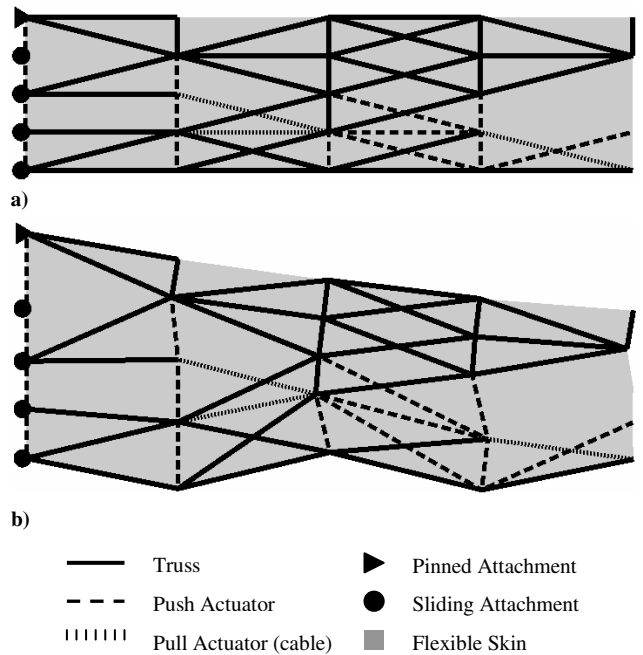 a)
b)
Truss
Pinned Attachment
Push Actuator
Sliding Attachment
Pull Actuator (cable)
Flexible Skin